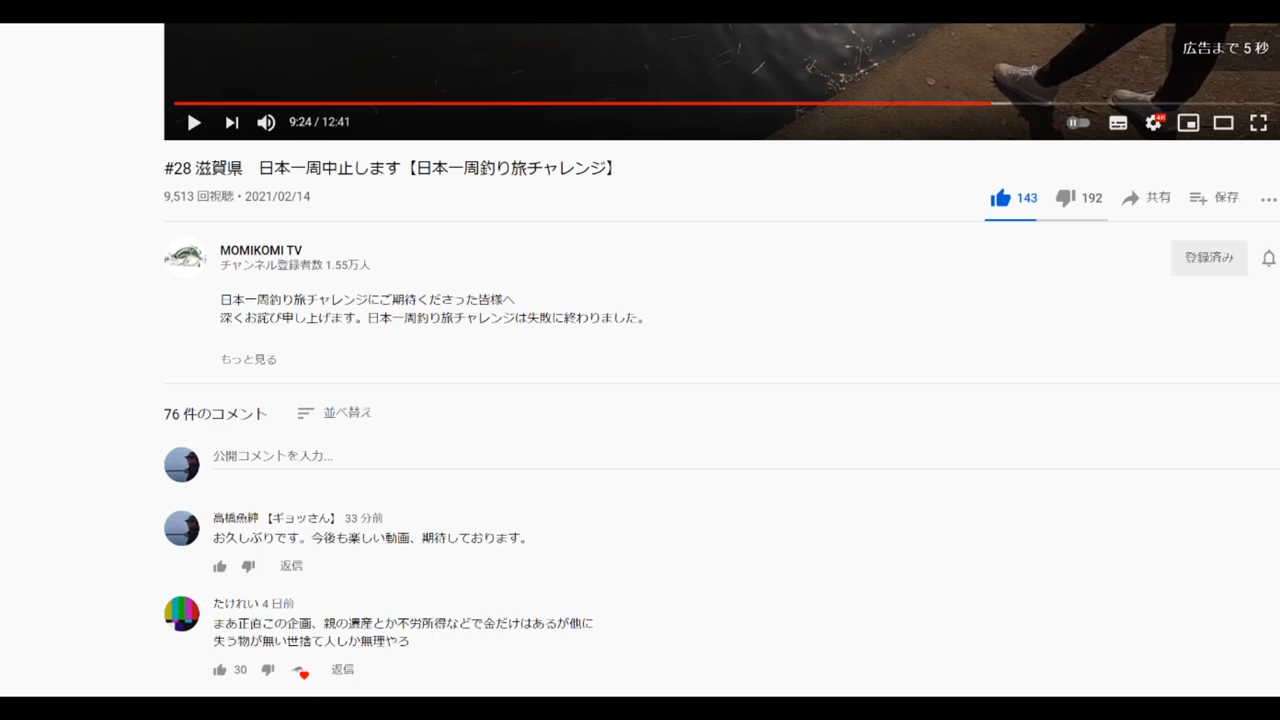 広告まで 5 秒
9:24 / 12:41
4K
#28 滋賀県　日本一周中止します【日本一周釣り旅チャレンジ】
9,513 回視聴・2021/02/14
143 192 共有 保存
MOMIKOMI TV
チャンネル登録者数 1.55万人
登録済み
日本一周釣り旅チャレンジにご期待くださった皆様へ
深くお詫び申し上げます。日本一周釣り旅チャレンジは失敗に終わりました。
もっと見る
76 件のコメント 並べ替え
公開コメントを入力...
高橋魚紳 【ギョッさん】 33 分前
お久しぶりです。今後も楽しい動画、期待しております。
返信
たけれい 4 日前
まあ正直この企画、親の遺産とか不労所得などで金だけはあるが他に
失う物が無い世捨て人しか無理やろ
30 返信